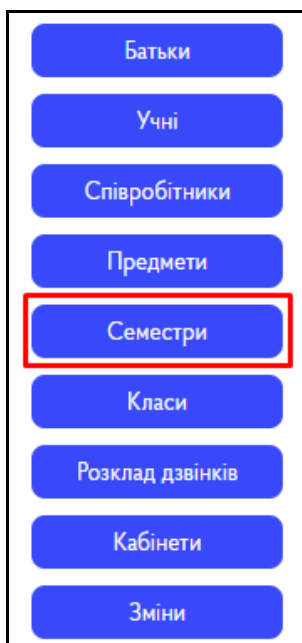 Батьки
Учні
Співробітники
Предмети
Семестри
Класи
Розклад дзвінків
Кабінети
Зміни